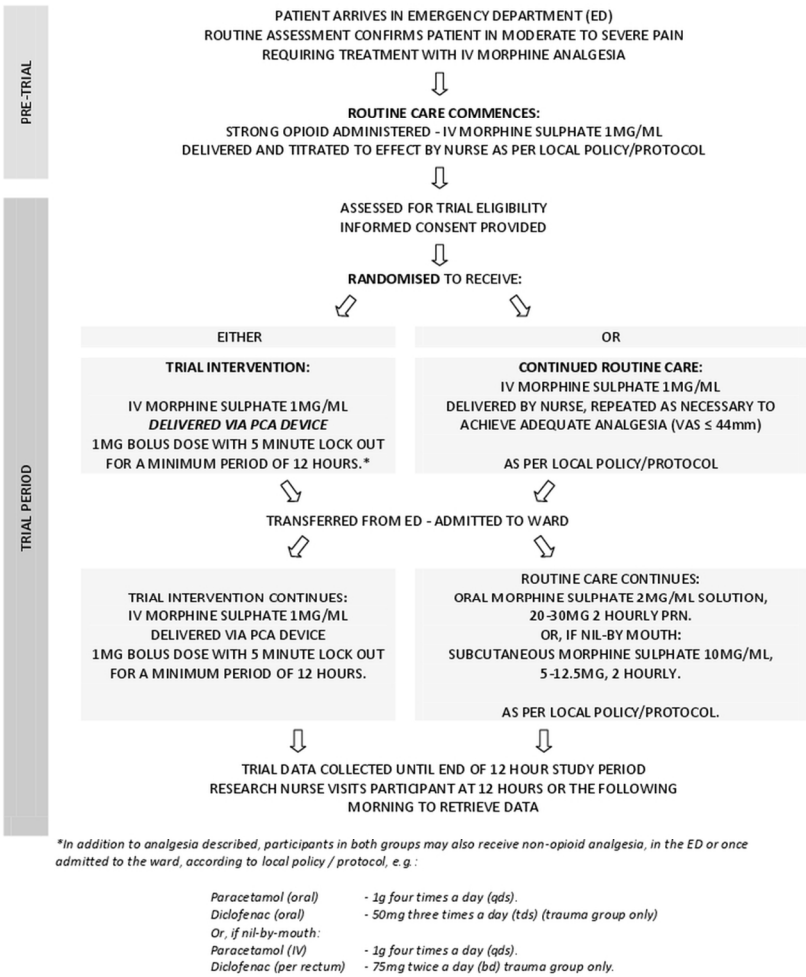 PRE-TRIAL
PATIENT ARRIVES IN EMERGENCY DEPARTMENT (ED)
ROUTINE ASSESSMENT CONFIRMS PATIENT IN MODERATE TO SEVERE PAIN
REQUIRING TREATMENT WITH IV MORPHINE ANALGESIA
ROUTINE CARE COMMENCES:
STRONG OPIOID ADMINISTERED - IV MORPHINE SULPHATE 1MG/ML
DELIVERED AND TITRATED TO EFFECT BY NURSE AS PER LOCAL POLICY/PROTOCOL
TRIAL PERIOD
ASSESSED FOR TRIAL ELIGIBILITY
INFORMED CONSENT PROVIDED
RANDOMISED TO RECEIVE:
EITHER
TRIAL INTERVENTION:
IV MORPHINE SULPHATE 1MG/ML
DELIVERED VIA PCA DEVICE
1MG BOLUS DOSE WITH 5 MINUTE LOCK OUT
FOR A MINIMUM PERIOD OF 12 HOURS.*
OR
CONTINUED ROUTINE CARE:
IV MORPHINE SULPHATE 1MG/ML
DELIVERED BY NURSE, REPEATED AS NECESSARY TO
ACHIEVE ADEQUATE ANALGESIA (VAS ≤ 44mm)
AS PER LOCAL POLICY/PROTOCOL
TRANSFERRED FROM ED - ADMITTED TO WARD
TRIAL INTERVENTION CONTINUES:
IV MORPHINE SULPHATE 1MG/ML
DELIVERED VIA PCA DEVICE
1MG BOLUS DOSE WITH 5 MINUTE LOCK OUT
FOR A MINIMUM PERIOD OF 12 HOURS.
ROUTINE CARE CONTINUES:
ORAL MORPHINE SULPHATE 2MG/ML SOLUTION,
20-30MG 2 HOURLY PRN.
OR, IF NIL-BY MOUTH:
SUBCUTANEOUS MORPHINE SULPHATE 10MG/ML,
5-12.5MG, 2 HOURLY.
AS PER LOCAL POLICY/PROTOCOL.
TRIAL DATA COLLECTED UNTIL END OF 12 HOUR STUDY PERIOD
RESEARCH NURSE VISITS PARTICIPANT AT 12 HOURS OR THE FOLLOWING
MORNING TO RETRIEVE DATA
*In addition to analgesia described, participants in both groups may also receive non-opioid analgesia, in the ED or once
admitted to the ward, according to local policy / protocol, e.g.:
Paracetamol (oral) - 1g four times a day (qds).
Diclofenac (oral) - 50mg three times a day (tds) (trauma group only)
Or, if nil-by-mouth:
Paracetamol (IV) - 1g four times a day (qds).
Diclofenac (per rectum) - 75mg twice a day (bd) trauma group only.